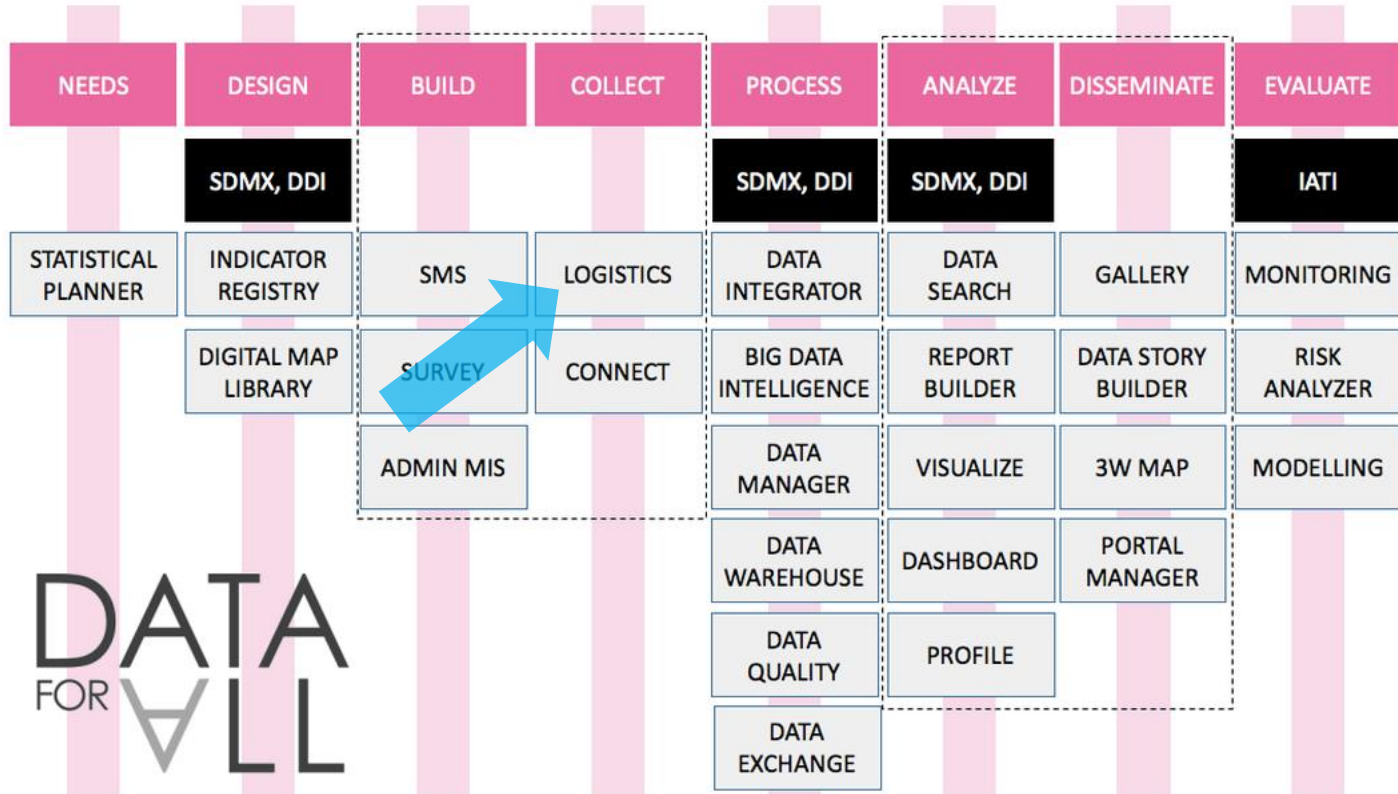 NEEDS
DESIGN
BUILD
COLLECT
PROCESS
ANALYZE
DISSEMINATE
EVALUATE
SDMX, DDI
SDMX, DDI
SDMX, DDI
IATI
STATISTICAL
PLANNER
INDICATOR
REGISTRY
SMS
LOGISTICS
DATA
INTEGRATOR
DATA
SEARCH
GALLERY
MONITORING
DIGITAL MAP
LIBRARY
SURVEY
CONNECT
BIG DATA
INTELLIGENCE
REPORT
BUILDER
DATA STORY
BUILDER
RISK
ANALYZER
ADMIN MIS
DATA
MANAGER
VISUALIZE
3W MAP
MODELLING
DATA
WAREHOUSE
DASHBOARD
PORTAL
MANAGER
DATA
QUALITY
PROFILE
DATA
EXCHANGE
DATA
FOR ALL